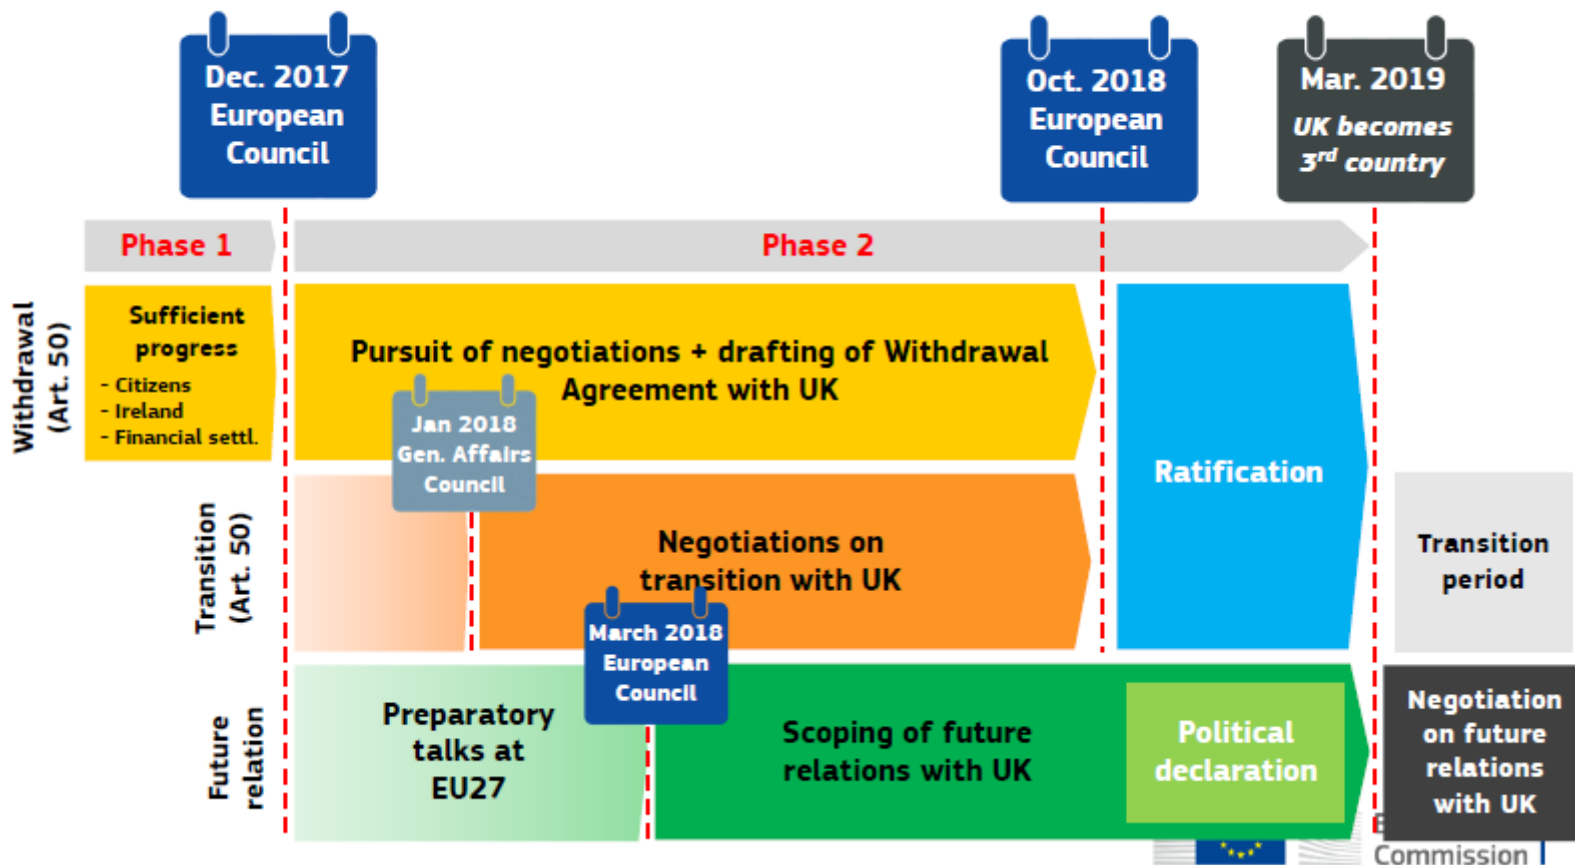 Dec. 2017
European
Council
Oct. 2018
European
Council
Mar. 2019
UK becomes
3rd country
Phase 1
Phase 2
Withdrawal
(Art. 50)
Sufficient
progress
- Citizens
- Ireland
- Financial settl.
Pursuit of negotiations + drafting of Withdrawal
Agreement with UK
Jan 2018
Gen. Affairs
Council
Ratification
Transition
(Art. 50)
Negotiations on
transition with UK
Transition
period
March 2018
European
Council
Future
relation
Preparatory
talks at
EU27
Scoping of future
relations with UK
Political
declaration
Negotiation
on future
relations
with UK
Commission